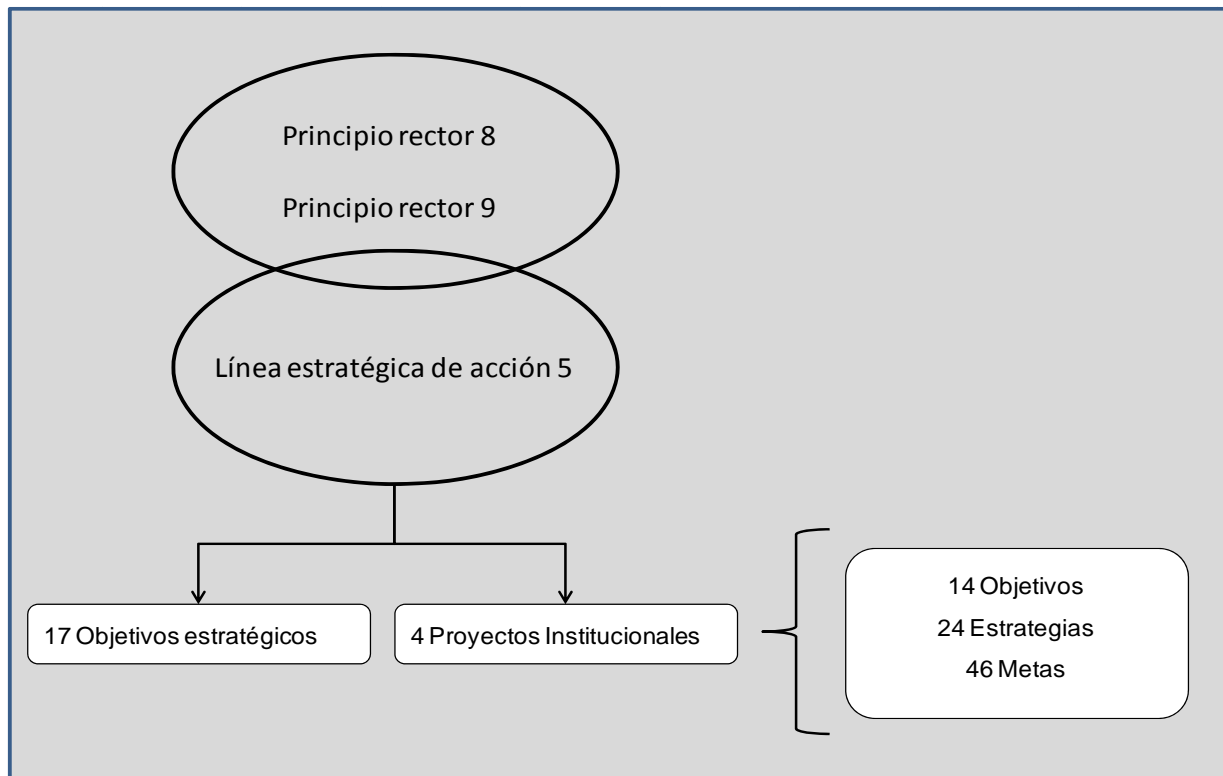 Principio rector 8
Principio rector 9
Línea estratégica de acción 5
17 Objetivos estratégicos
4 Proyectos Institucionales
14 Objetivos
24 Estrategias
46 Metas